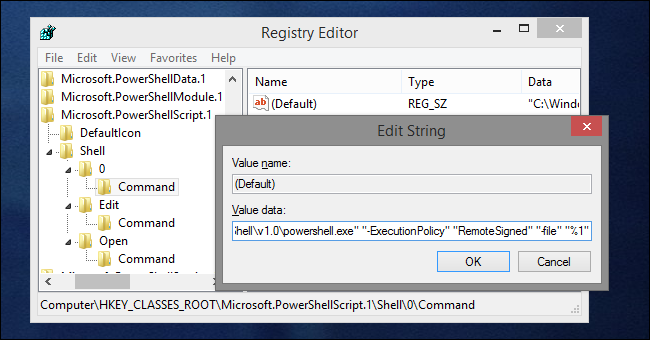 Registry Editor
File Edit View Favorites Help
Microsoft.PowerShellData.1
Microsoft.PowerShellModule.1
Microsoft.PowerShellScript.1
DefaultIcon
Shell
0
Command
Edit
Command
Open
Command
Name Type Data
ab (Default) REG_SZ "C:\Windo
Edit String
Value name:
(Default)
Value data:
hell\v1.0\powershell.exe" "-ExecutionPolicy" "RemoteSigned" "-file" "%1"
OK Cancel
Computer\HKEY_CLASSES_ROOT\Microsoft.PowerShellScript.1\Shell\0\Command